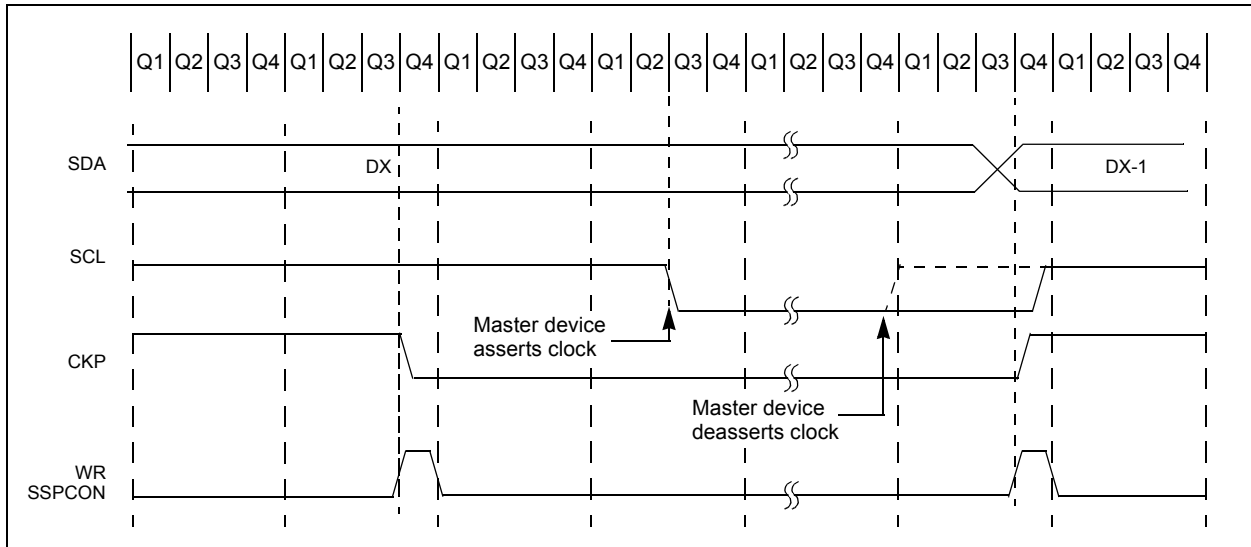 Q1 Q2 Q3 Q4 Q1 Q2 Q3 Q4 Q1 Q2 Q3 Q4 Q1 Q2 Q3 Q4 Q1 Q2 Q3 Q4 Q1 Q2 Q3 Q4 Q1 Q2 Q3 Q4
SDA
DX
DX-1
SCL
Master device
asserts clock
CKP
Master device
deasserts clock
WR
SSPCON